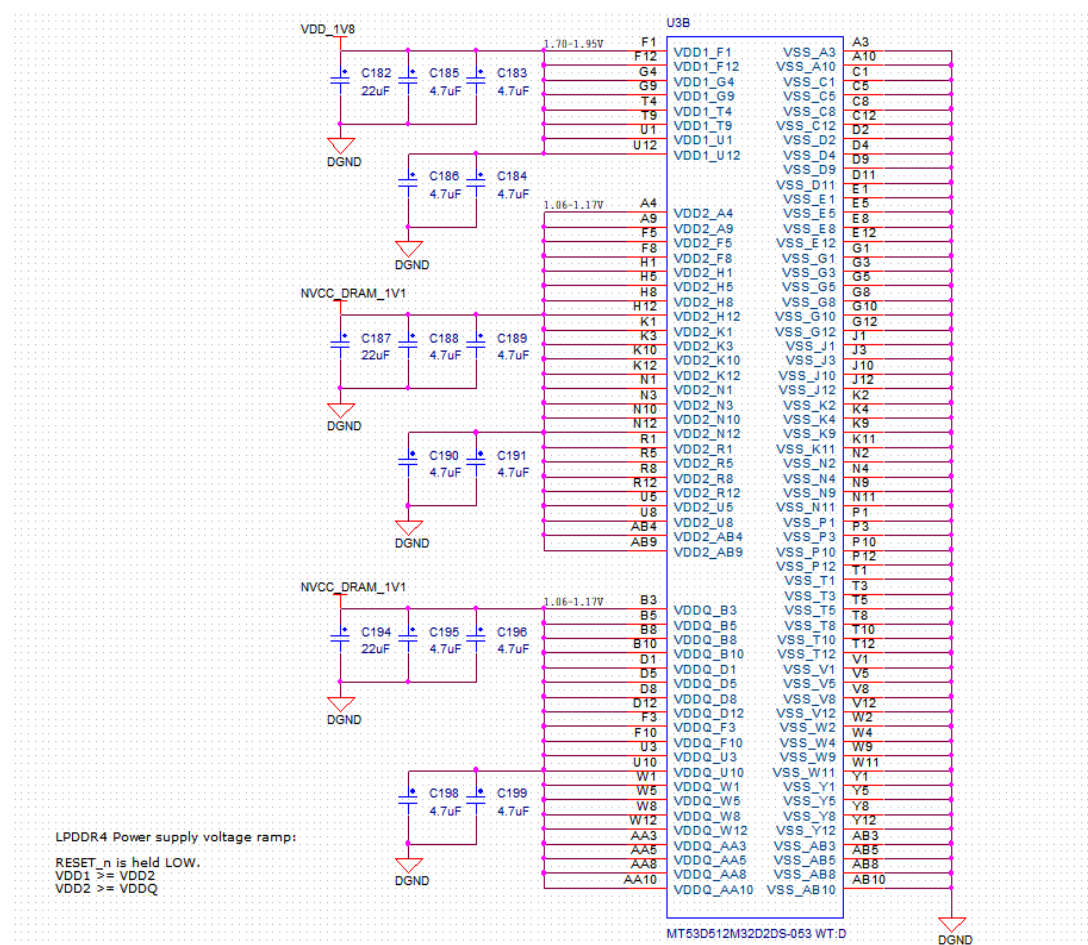 U3B
VDD_1V8
1.70-1.95V
C182
22uF
C185
4.7uF
C183
4.7uF
DGND
C186
4.7uF
C184
4.7uF
DGND
F1 VDD1_F1
F12 VDD1_F12
G4 VDD1_G4
G9 VDD1_G9
T4 VDD1_T4
T9 VDD1_T9
U1 VDD1_U1
U12 VDD1_U12
1.06-1.17V
NVCC_DRAM_1V1
C187
22uF
C188
4.7uF
C189
4.7uF
DGND
C190
4.7uF
C191
4.7uF
DGND
A4 VDD2_A4
A9 VDD2_A9
F5 VDD2_F5
F8 VDD2_F8
H1 VDD2_H1
H5 VDD2_H5
H8 VDD2_H8
H12 VDD2_H12
K1 VDD2_K1
K3 VDD2_K3
K10 VDD2_K10
K12 VDD2_K12
N1 VDD2_N1
N3 VDD2_N3
N10 VDD2_N10
N12 VDD2_N12
R1 VDD2_R1
R5 VDD2_R5
R8 VDD2_R8
R12 VDD2_R12
U5 VDD2_U5
U8 VDD2_U8
AB4 VDD2_AB4
AB9 VDD2_AB9
NVCC_DRAM_1V1
1.06-1.17V
C194
22uF
C195
4.7uF
C196
4.7uF
DGND
C198
4.7uF
C199
4.7uF
DGND
B3 VDDQ_B3
B5 VDDQ_B5
B8 VDDQ_B8
B10 VDDQ_B10
D1 VDDQ_D1
D5 VDDQ_D5
D8 VDDQ_D8
D12 VDDQ_D12
F3 VDDQ_F3
F10 VDDQ_F10
U3 VDDQ_U3
U10 VDDQ_U10
W1 VDDQ_W1
W5 VDDQ_W5
W8 VDDQ_W8
W12 VDDQ_W12
AA3 VDDQ_AA3
AA5 VDDQ_AA5
AA8 VDDQ_AA8
AA10 VDDQ_AA10
VSS_A3 A3
VSS_A10 A10
VSS_C1 C1
VSS_C5 C5
VSS_C8 C8
VSS_C12 C12
VSS_D2 D2
VSS_D4 D4
VSS_D9 D9
VSS_D11 D11
VSS_E1 E1
VSS_E5 E5
VSS_E8 E8
VSS_E12 E12
VSS_G1 G1
VSS_G3 G3
VSS_G5 G5
VSS_G8 G8
VSS_G10 G10
VSS_G12 G12
VSS_J1 J1
VSS_J3 J3
VSS_J10 J10
VSS_J12 J12
VSS_K2 K2
VSS_K4 K4
VSS_K9 K9
VSS_K11 K11
VSS_N2 N2
VSS_N4 N4
VSS_N9 N9
VSS_N11 N11
VSS_P1 P1
VSS_P3 P3
VSS_P10 P10
VSS_P12 P12
VSS_T1 T1
VSS_T3 T3
VSS_T5 T5
VSS_T8 T8
VSS_T10 T10
VSS_T12 T12
VSS_V1 V1
VSS_V5 V5
VSS_V8 V8
VSS_V12 V12
VSS_W2 W2
VSS_W4 W4
VSS_W9 W9
VSS_W11 W11
VSS_Y1 Y1
VSS_Y5 Y5
VSS_Y8 Y8
VSS_Y12 Y12
VSS_AB3 AB3
VSS_AB5 AB5
VSS_AB8 AB8
VSS_AB10 AB10
DGND
MT53D512M32D2DS-053 WT:D
LPDDR4 Power supply voltage ramp:
RESET_n is held LOW.
VDD1 >= VDD2
VDD2 >= VDDQ